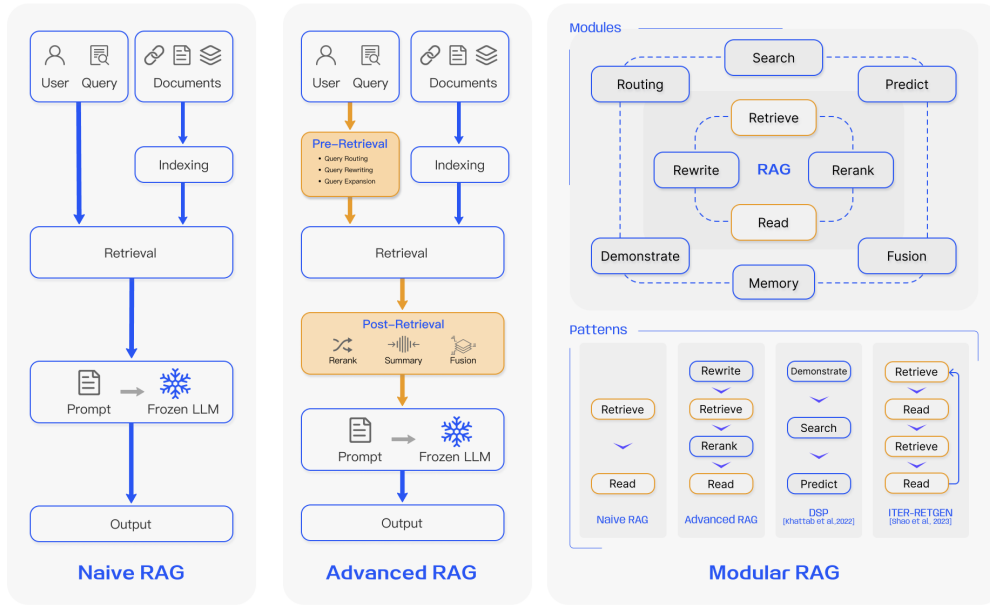 User Query
Documents
Indexing
Retrieval
Prompt
Frozen LLM
Output
Naive RAG
User Query
Documents
Pre-Retrieval
• Query Routing
• Query Rewriting
• Query Expansion
Indexing
Retrieval
Post-Retrieval
Rerank
Summary
Fusion
Prompt
Frozen LLM
Output
Advanced RAG
Modules
Search
Routing
Predict
Retrieve
Rewrite
RAG
Rerank
Read
Demonstrate
Fusion
Memory
Patterns
Retrieve
Read
Naive RAG
Rewrite
Retrieve
Rerank
Read
Advanced RAG
Demonstrate
Search
Predict
DSP
[Khattab et al.,2022]
Retrieve
Read
Retrieve
Read
ITER-RETGEN
[Shao et al., 2023]
Modular RAG